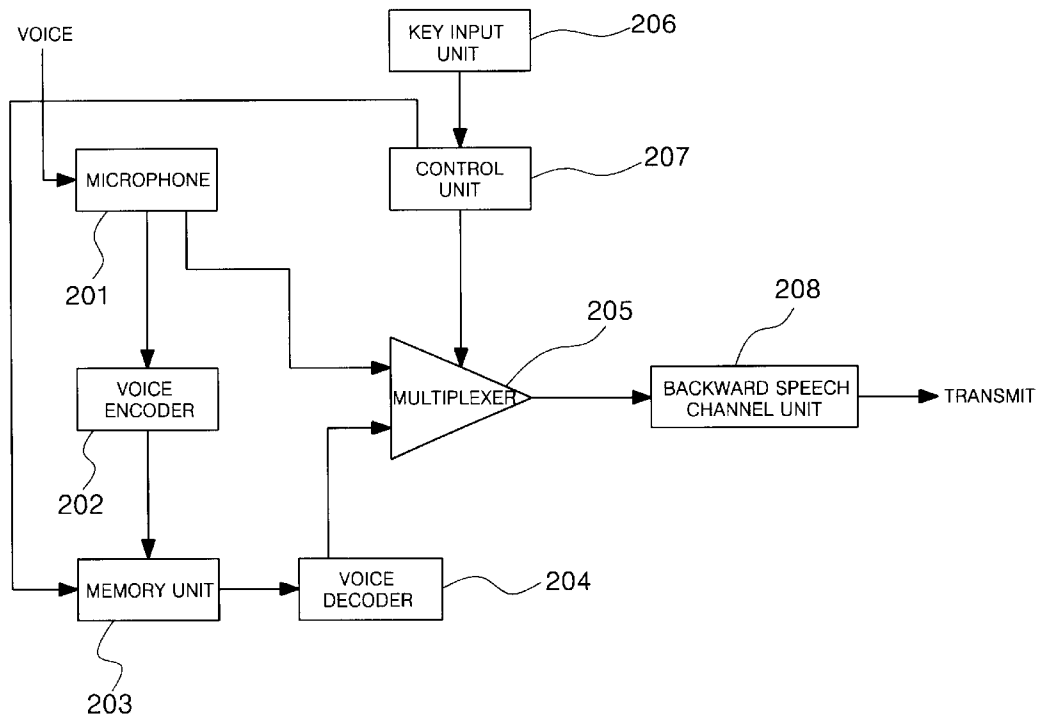 KEY INPUT
UNIT
206
VOICE
CONTROL
UNIT
207
MICROPHONE
201
205
208
VOICE
ENCODER
202
MULTIPLEXER
BACKWARD SPEECH
CHANNEL UNIT
TRANSMIT
MEMORY UNIT
203
VOICE
DECODER
204